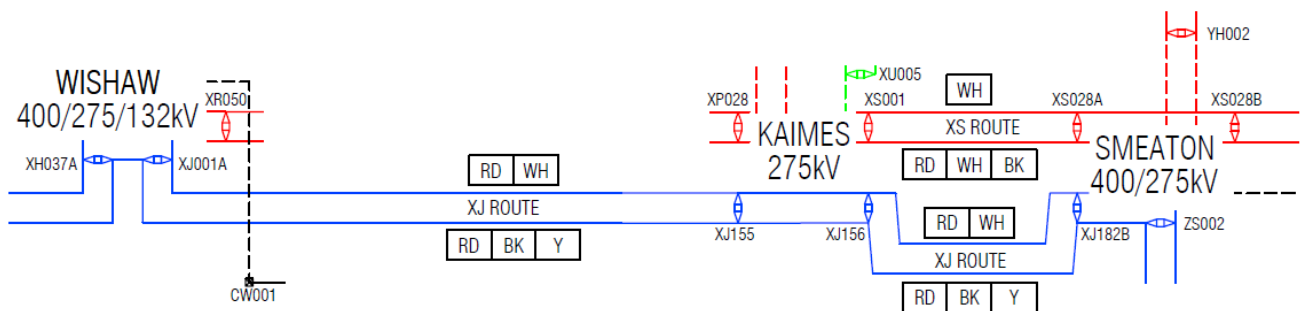 YH002
WISHAW
400/275/132kV
XR050
XU005
XP028
XS001
WH
XS028A
XS028B
KAIMES
275kV
XS ROUTE
SMEATON
400/275kV
XH037A
XJ001A
RD WH
RD WH BK
XJ ROUTE
RD WH
XJ155
XJ156
XJ182B
ZS002
RD BK Y
XJ ROUTE
CW001
RD BK Y